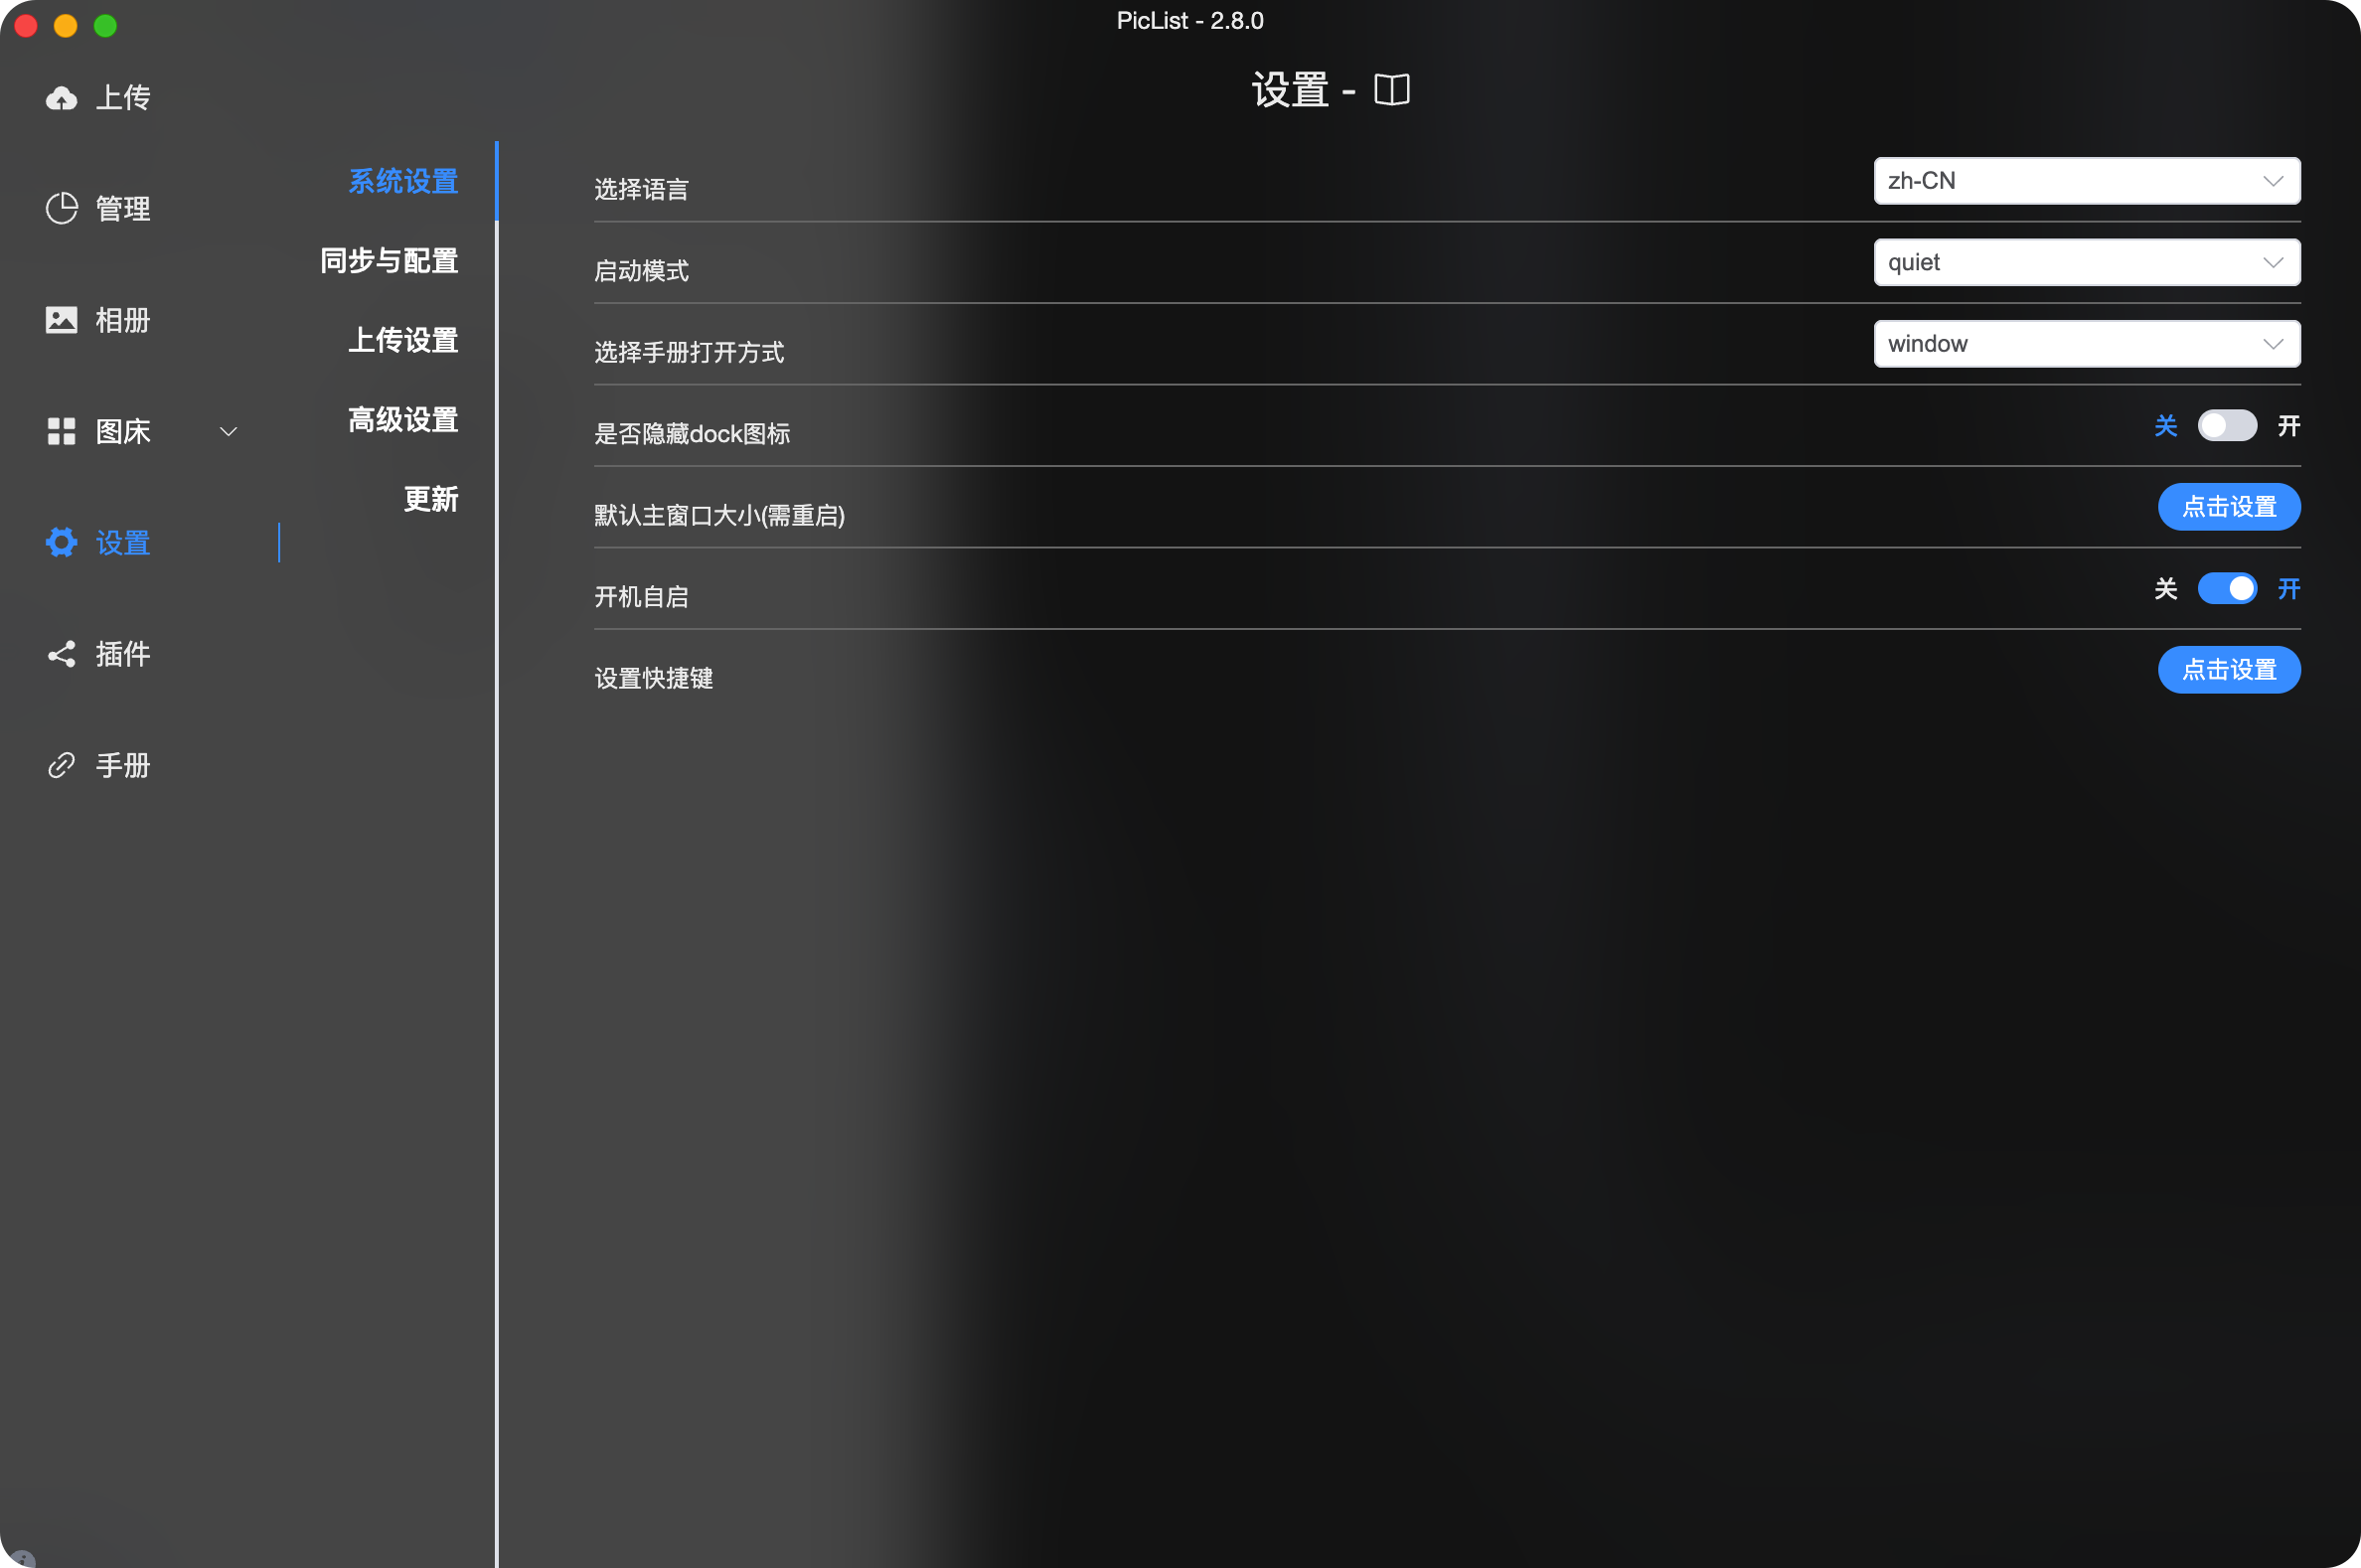 PicList - 2.8.0
设置 -
上传
管理
相册
图床
设置
插件
手册
系统设置
同步与配置
上传设置
高级设置
更新
选择语言
zh-CN
启动模式
quiet
选择手册打开方式
window
是否隐藏dock图标
关 开
默认主窗口大小(需重启)
点击设置
开机自启
关 开
设置快捷键
点击设置